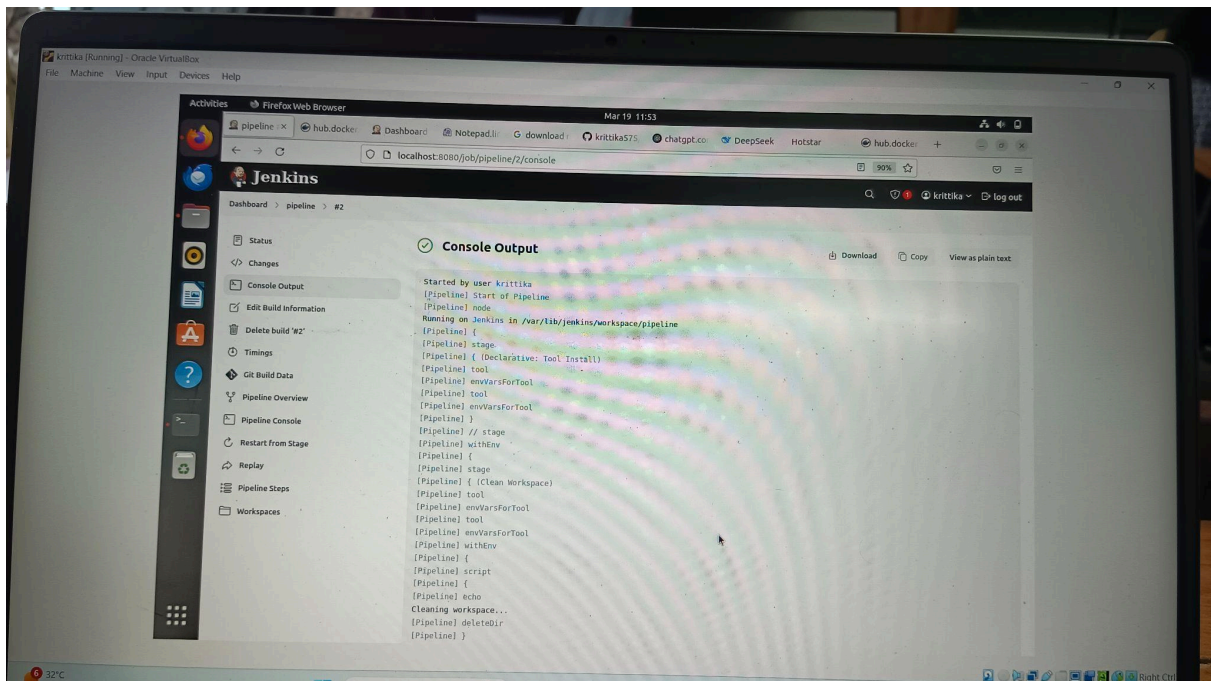 krittika [Running] - Oracle VirtualBox
File Machine View Input Devices Help
Activities Firefox Web Browser
Mar 19 11:53
pipeline hub.docker Dashboard Notepad.li G download krittika575 chatgpt.co DeepSeek Hotstar hub.docker +
localhost:8080/job/pipeline/2/console 90%
Jenkins
1 krittika log out
Dashboard > pipeline > #2
Status
Changes
Console Output
Edit Build Information
Delete build '#2'
Timings
Git Build Data
Pipeline Overview
Pipeline Console
Restart from Stage
Replay
Pipeline Steps
Workspaces
Console Output
Download Copy View as plain text
Started by user krittika
[Pipeline] Start of Pipeline
[Pipeline] node
Running on Jenkins in /var/lib/jenkins/workspace/pipeline
[Pipeline] {
[Pipeline] stage
[Pipeline] { (Declarative: Tool Install)
[Pipeline] tool
[Pipeline] envVarsForTool
[Pipeline] tool
[Pipeline] envVarsForTool
[Pipeline] }
[Pipeline] // stage
[Pipeline] withEnv
[Pipeline] {
[Pipeline] stage
[Pipeline] { (Clean Workspace)
[Pipeline] tool
[Pipeline] envVarsForTool
[Pipeline] tool
[Pipeline] envVarsForTool
[Pipeline] withEnv
[Pipeline] {
[Pipeline] script
[Pipeline] {
[Pipeline] echo
Cleaning workspace...
[Pipeline] deleteDir
[Pipeline] }
6 32°C
Right Ctrl